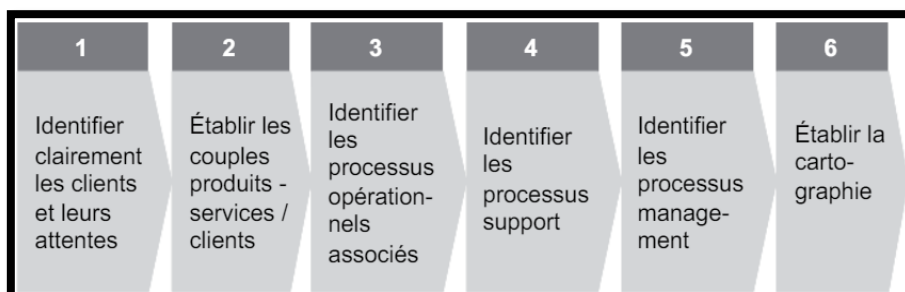 1
Identifier
clairement
les clients
et leurs
attentes
2
Établir les
couples
produits -
services /
clients
3
Identifier
les
processus
opération-
nels
associés
4
Identifier
les
processus
support
5
Identifier
les
processus
manage-
ment
6
Établir la
carto-
graphie